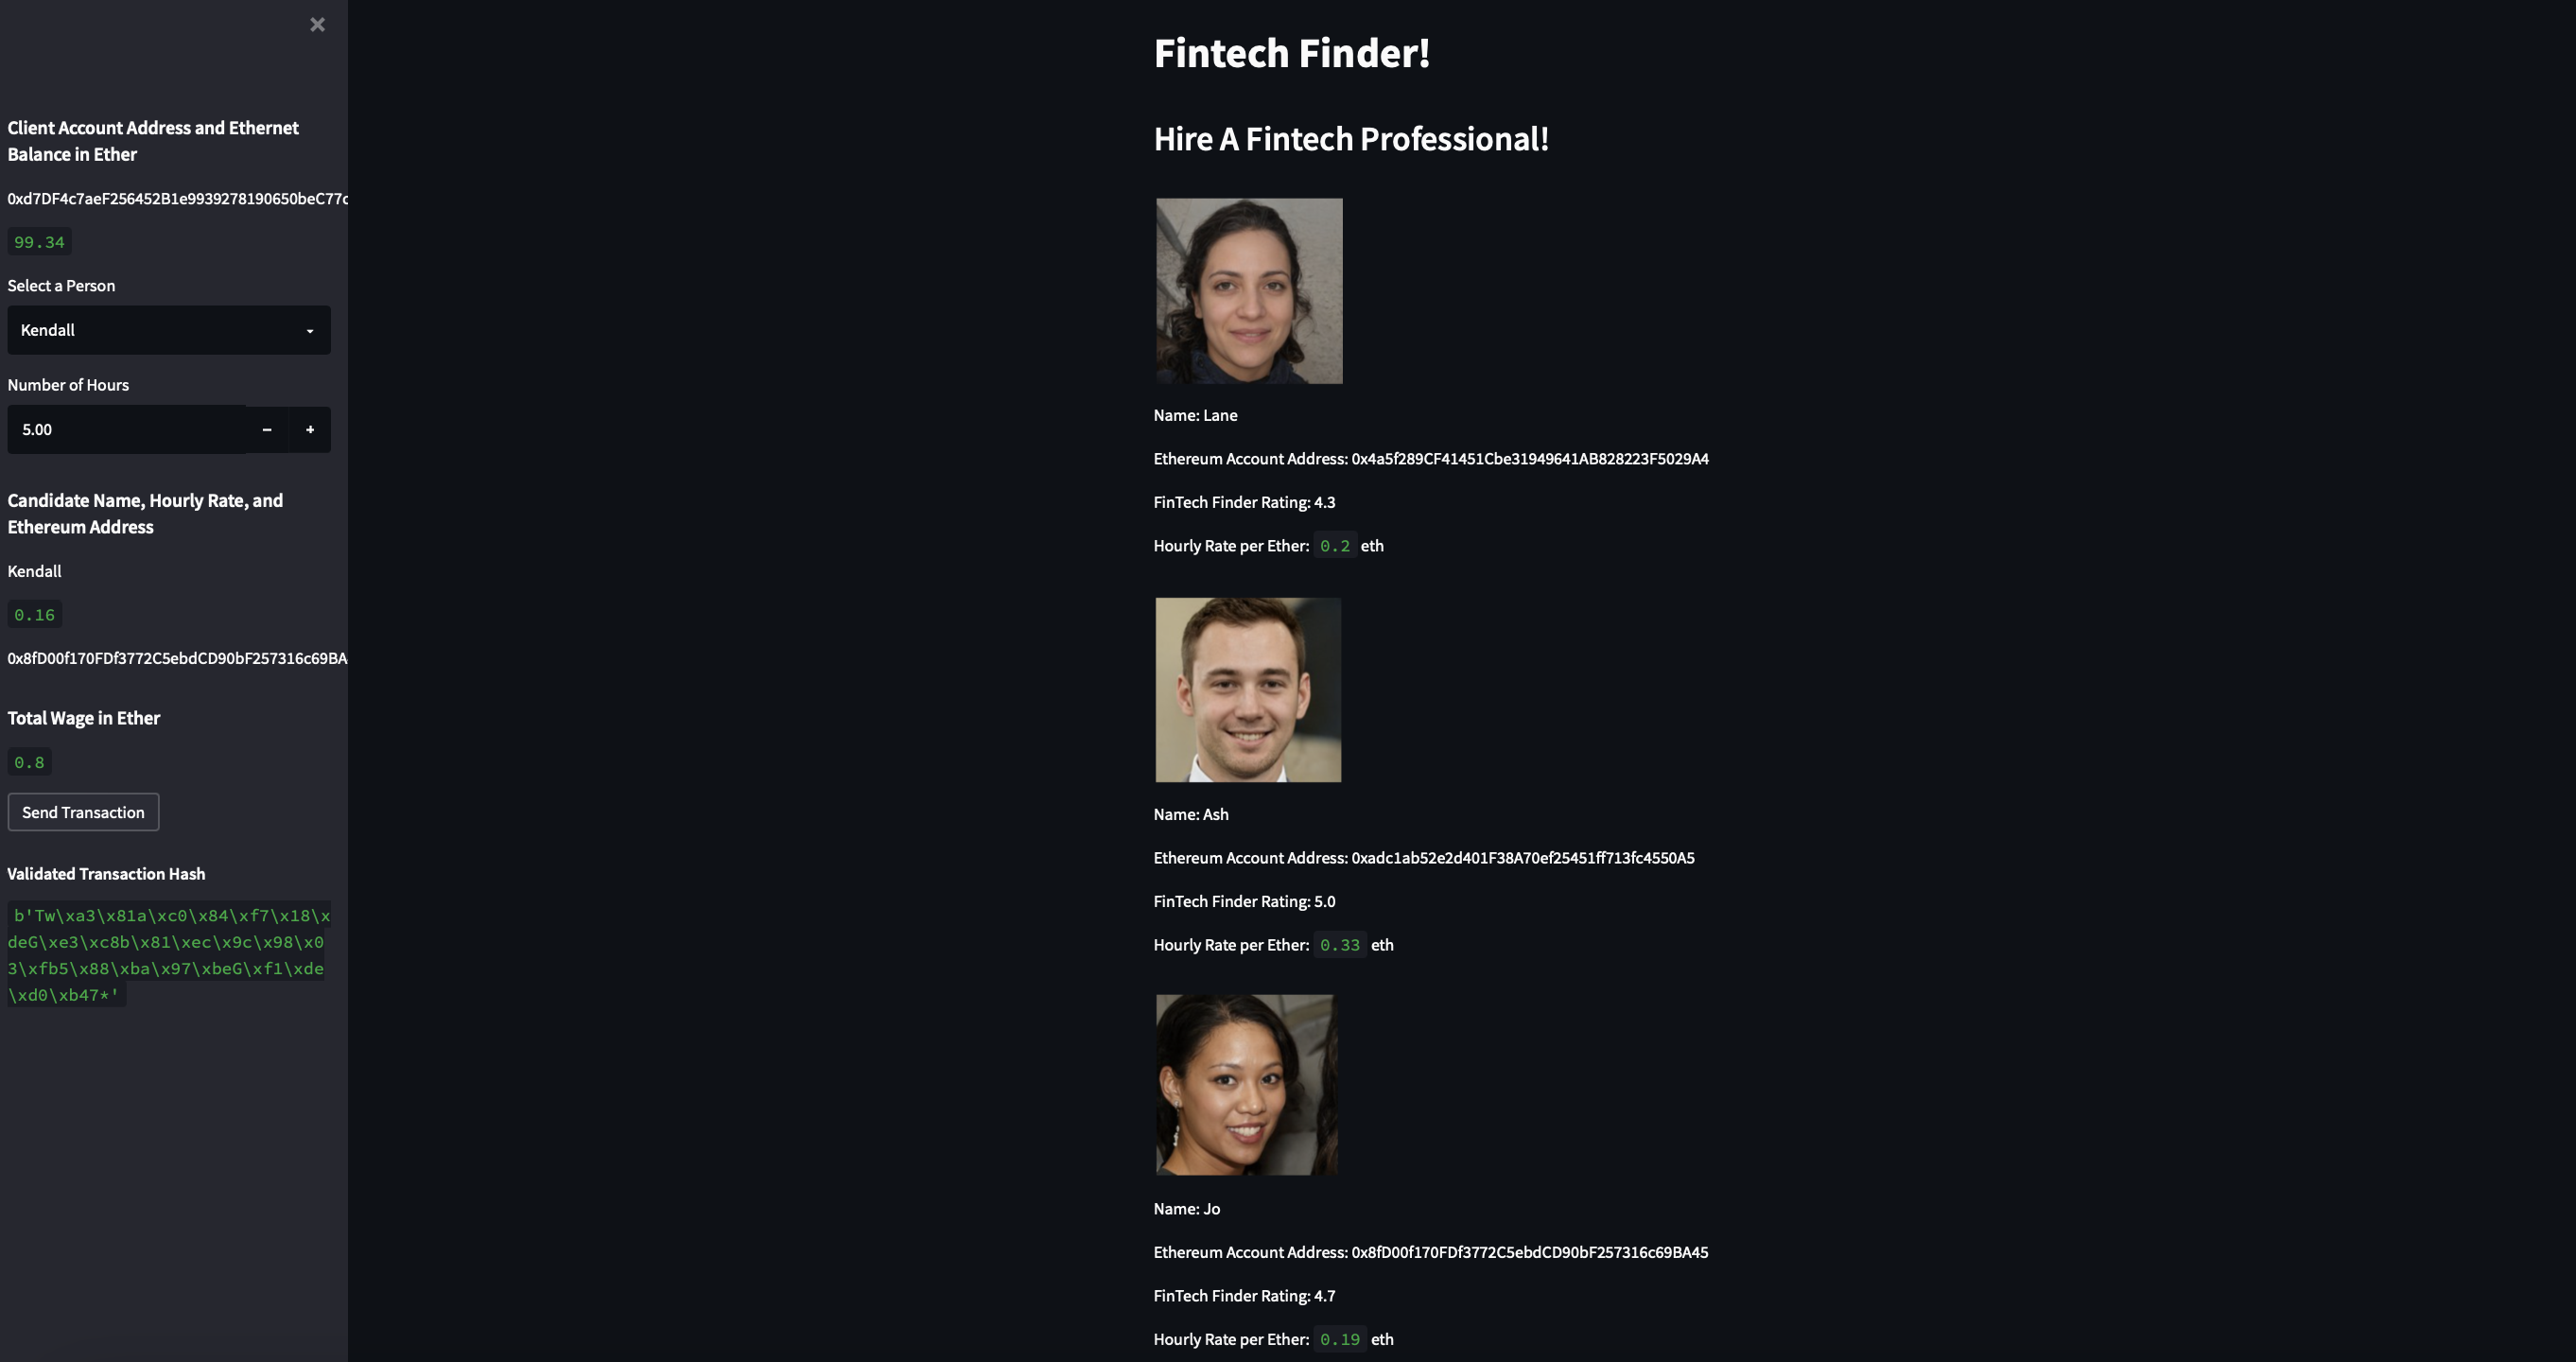 Client Account Address and Ethernet
Balance in Ether
0xd7DF4c7aeF256452B1e9939278190650beC77c
99.34
Select a Person
Kendall
Number of Hours
5.00
Candidate Name, Hourly Rate, and
Ethereum Address
Kendall
0.16
0x8fD00f170FDf3772C5ebdCD90bF257316c69BA
Total Wage in Ether
0.8
Send Transaction
Validated Transaction Hash
b'Tw\xa3\x81a\xc0\x84\xf7\x18\x
deG\xe3\xc8b\x81\xec\x9c\x98\x0
3\xfb5\x88\xba\x97\xbeG\xf1\xde
\xd0\xb47*'
Fintech Finder!
Hire A Fintech Professional!
Name: Lane
Ethereum Account Address: 0x4a5f289CF41451Cbe31949641AB828223F5029A4
FinTech Finder Rating: 4.3
Hourly Rate per Ether: 0.2 eth
Name: Ash
Ethereum Account Address: 0xadc1ab52e2d401F38A70ef25451ff713fc4550A5
FinTech Finder Rating: 5.0
Hourly Rate per Ether: 0.33 eth
Name: Jo
Ethereum Account Address: 0x8fD00f170FDf3772C5ebdCD90bF257316c69BA45
FinTech Finder Rating: 4.7
Hourly Rate per Ether: 0.19 eth